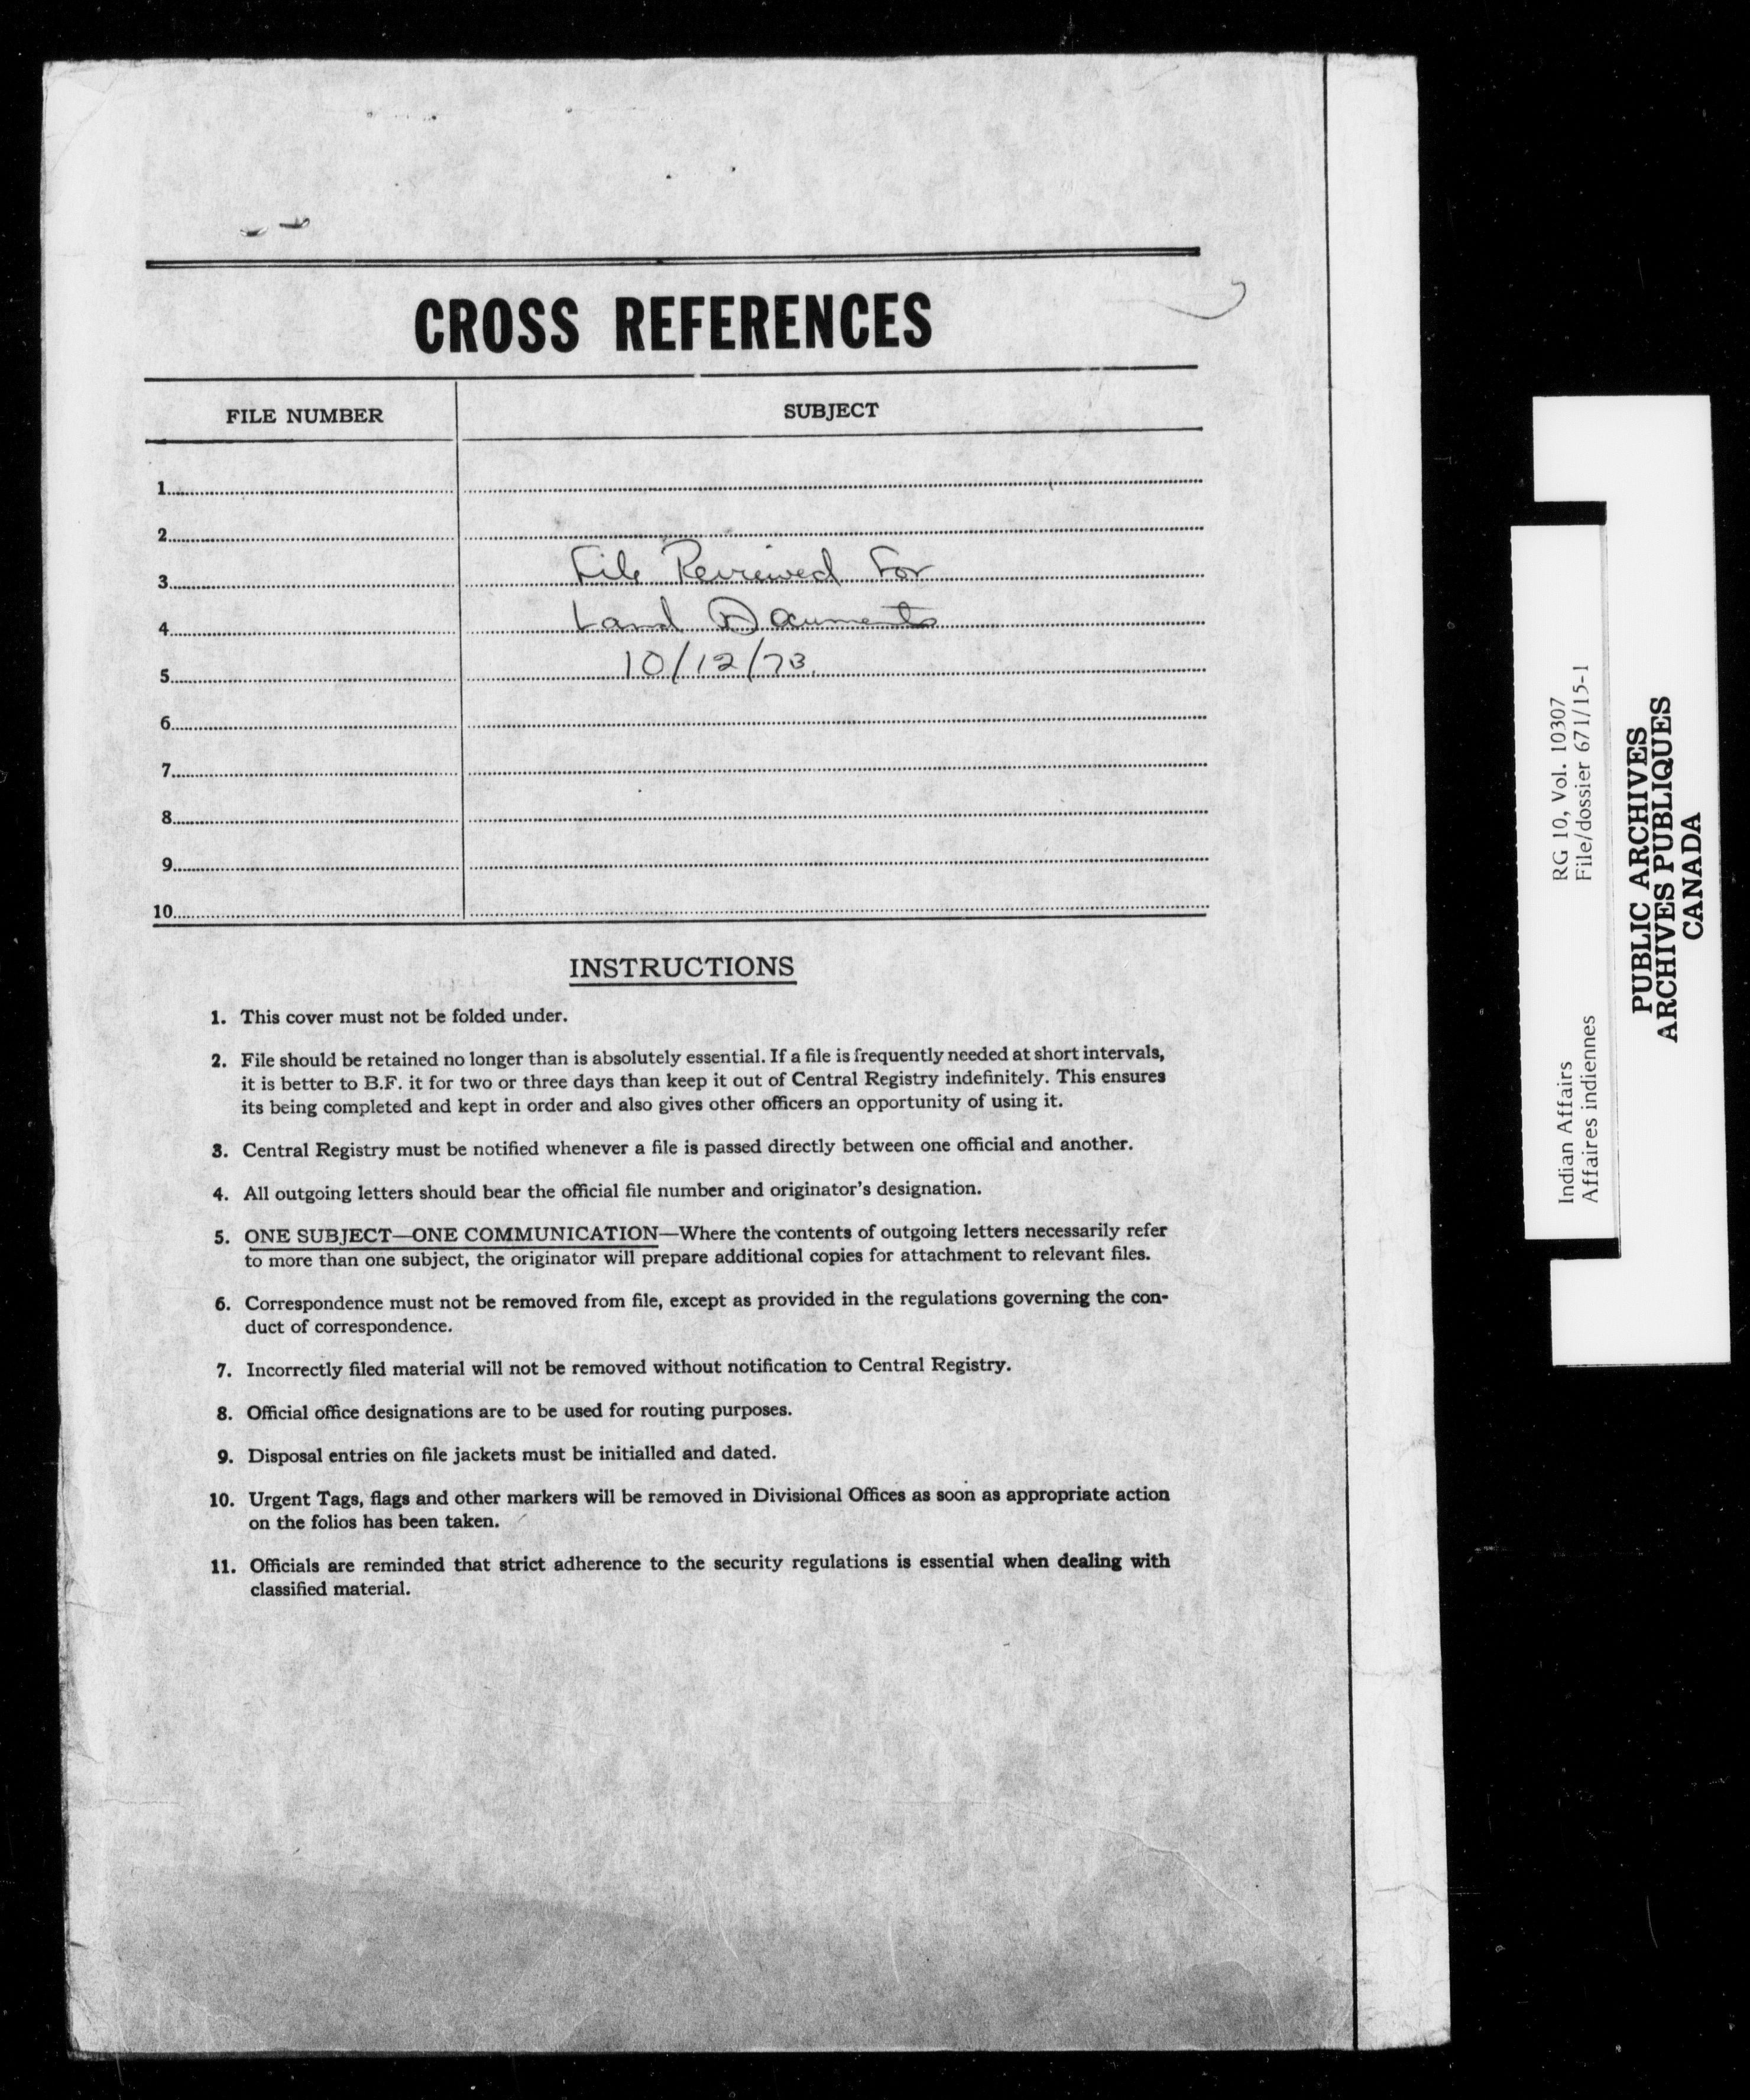 CROSS REFERENCES
FILE NUMBER SUBJECT
1
2
3 File Reviewed For
4 Land Documents
5 10/12/73
6
7
8
9
10
INSTRUCTIONS
1. This cover must not be folded under.
2. File should be retained no longer than is absolutely essential. If a file is frequently needed at short intervals,
it is better to B.F. it for two or three days than keep it out of Central Registry indefinitely. This ensures
its being completed and kept in order and also gives other officers an opportunity of using it.
3. Central Registry must be notified whenever a file is passed directly between one official and another.
4. All outgoing letters should bear the official file number and originator's designation.
5. ONE SUBJECT—ONE COMMUNICATION—Where the contents of outgoing letters necessarily refer
to more than one subject, the originator will prepare additional copies for attachment to relevant files.
6. Correspondence must not be removed from file, except as provided in the regulations governing the con-
duct of correspondence.
7. Incorrectly filed material will not be removed without notification to Central Registry.
8. Official office designations are to be used for routing purposes.
9. Disposal entries on file jackets must be initialled and dated.
10. Urgent Tags, flags and other markers will be removed in Divisional Offices as soon as appropriate action
on the folios has been taken.
11. Officials are reminded that strict adherence to the security regulations is essential when dealing with
classified material.
Indian Affairs RG 10, Vol. 10307
Affaires indiennes File/dossier 671/15-1
PUBLIC ARCHIVES
ARCHIVES PUBLIQUES
CANADA